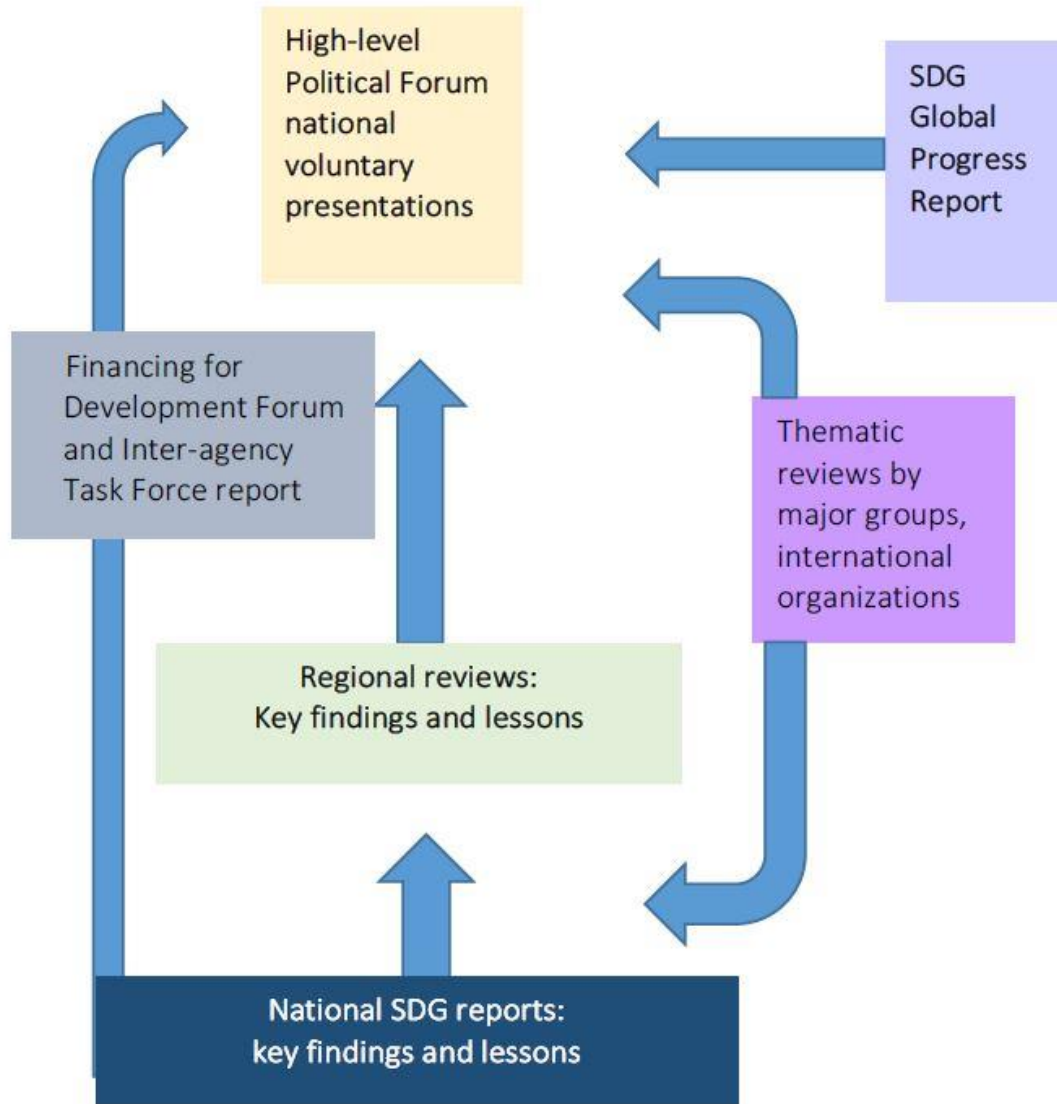 High-level
Political Forum
national
voluntary
presentations
SDG
Global
Progress
Report
Financing for
Development Forum
and Inter-agency
Task Force report
Thematic
reviews by
major groups,
international
organizations
Regional reviews:
Key findings and lessons
National SDG reports:
key findings and lessons